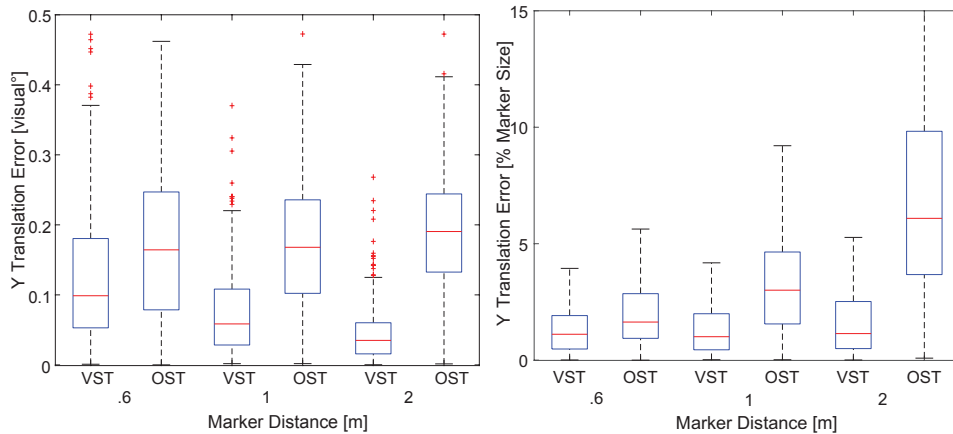 Y Translation Error [visual°]
0.5
0.4
0.3
0.2
0.1
0
VST OST VST OST VST OST
.6 1 2
Marker Distance [m]
Y Translation Error [% Marker Size]
15
10
5
0
VST OST VST OST VST OST
.6 1 2
Marker Distance [m]